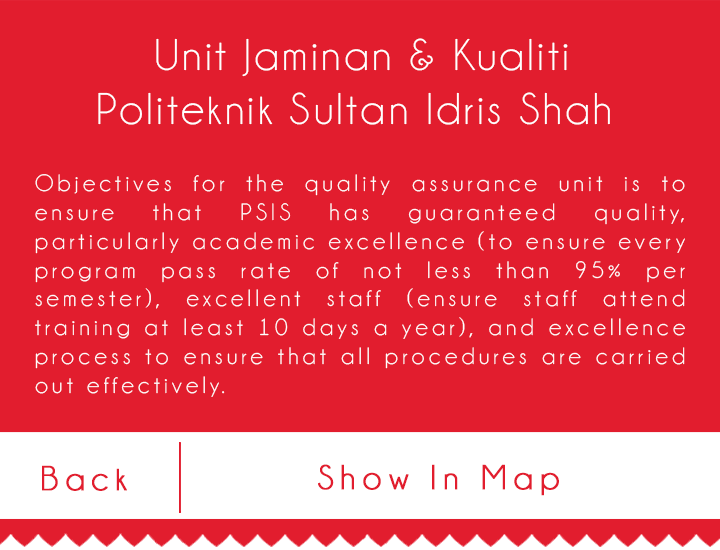 Unit Jaminan & Kualiti
Politeknik Sultan Idris Shah
Objectives for the quality assurance unit is to
ensure that PSIS has guaranteed quality,
particularly academic excellence (to ensure every
program pass rate of not less than 95% per
semester), excellent staff (ensure staff attend
training at least 10 days a year), and excellence
process to ensure that all procedures are carried
out effectively.
Back
Show In Map